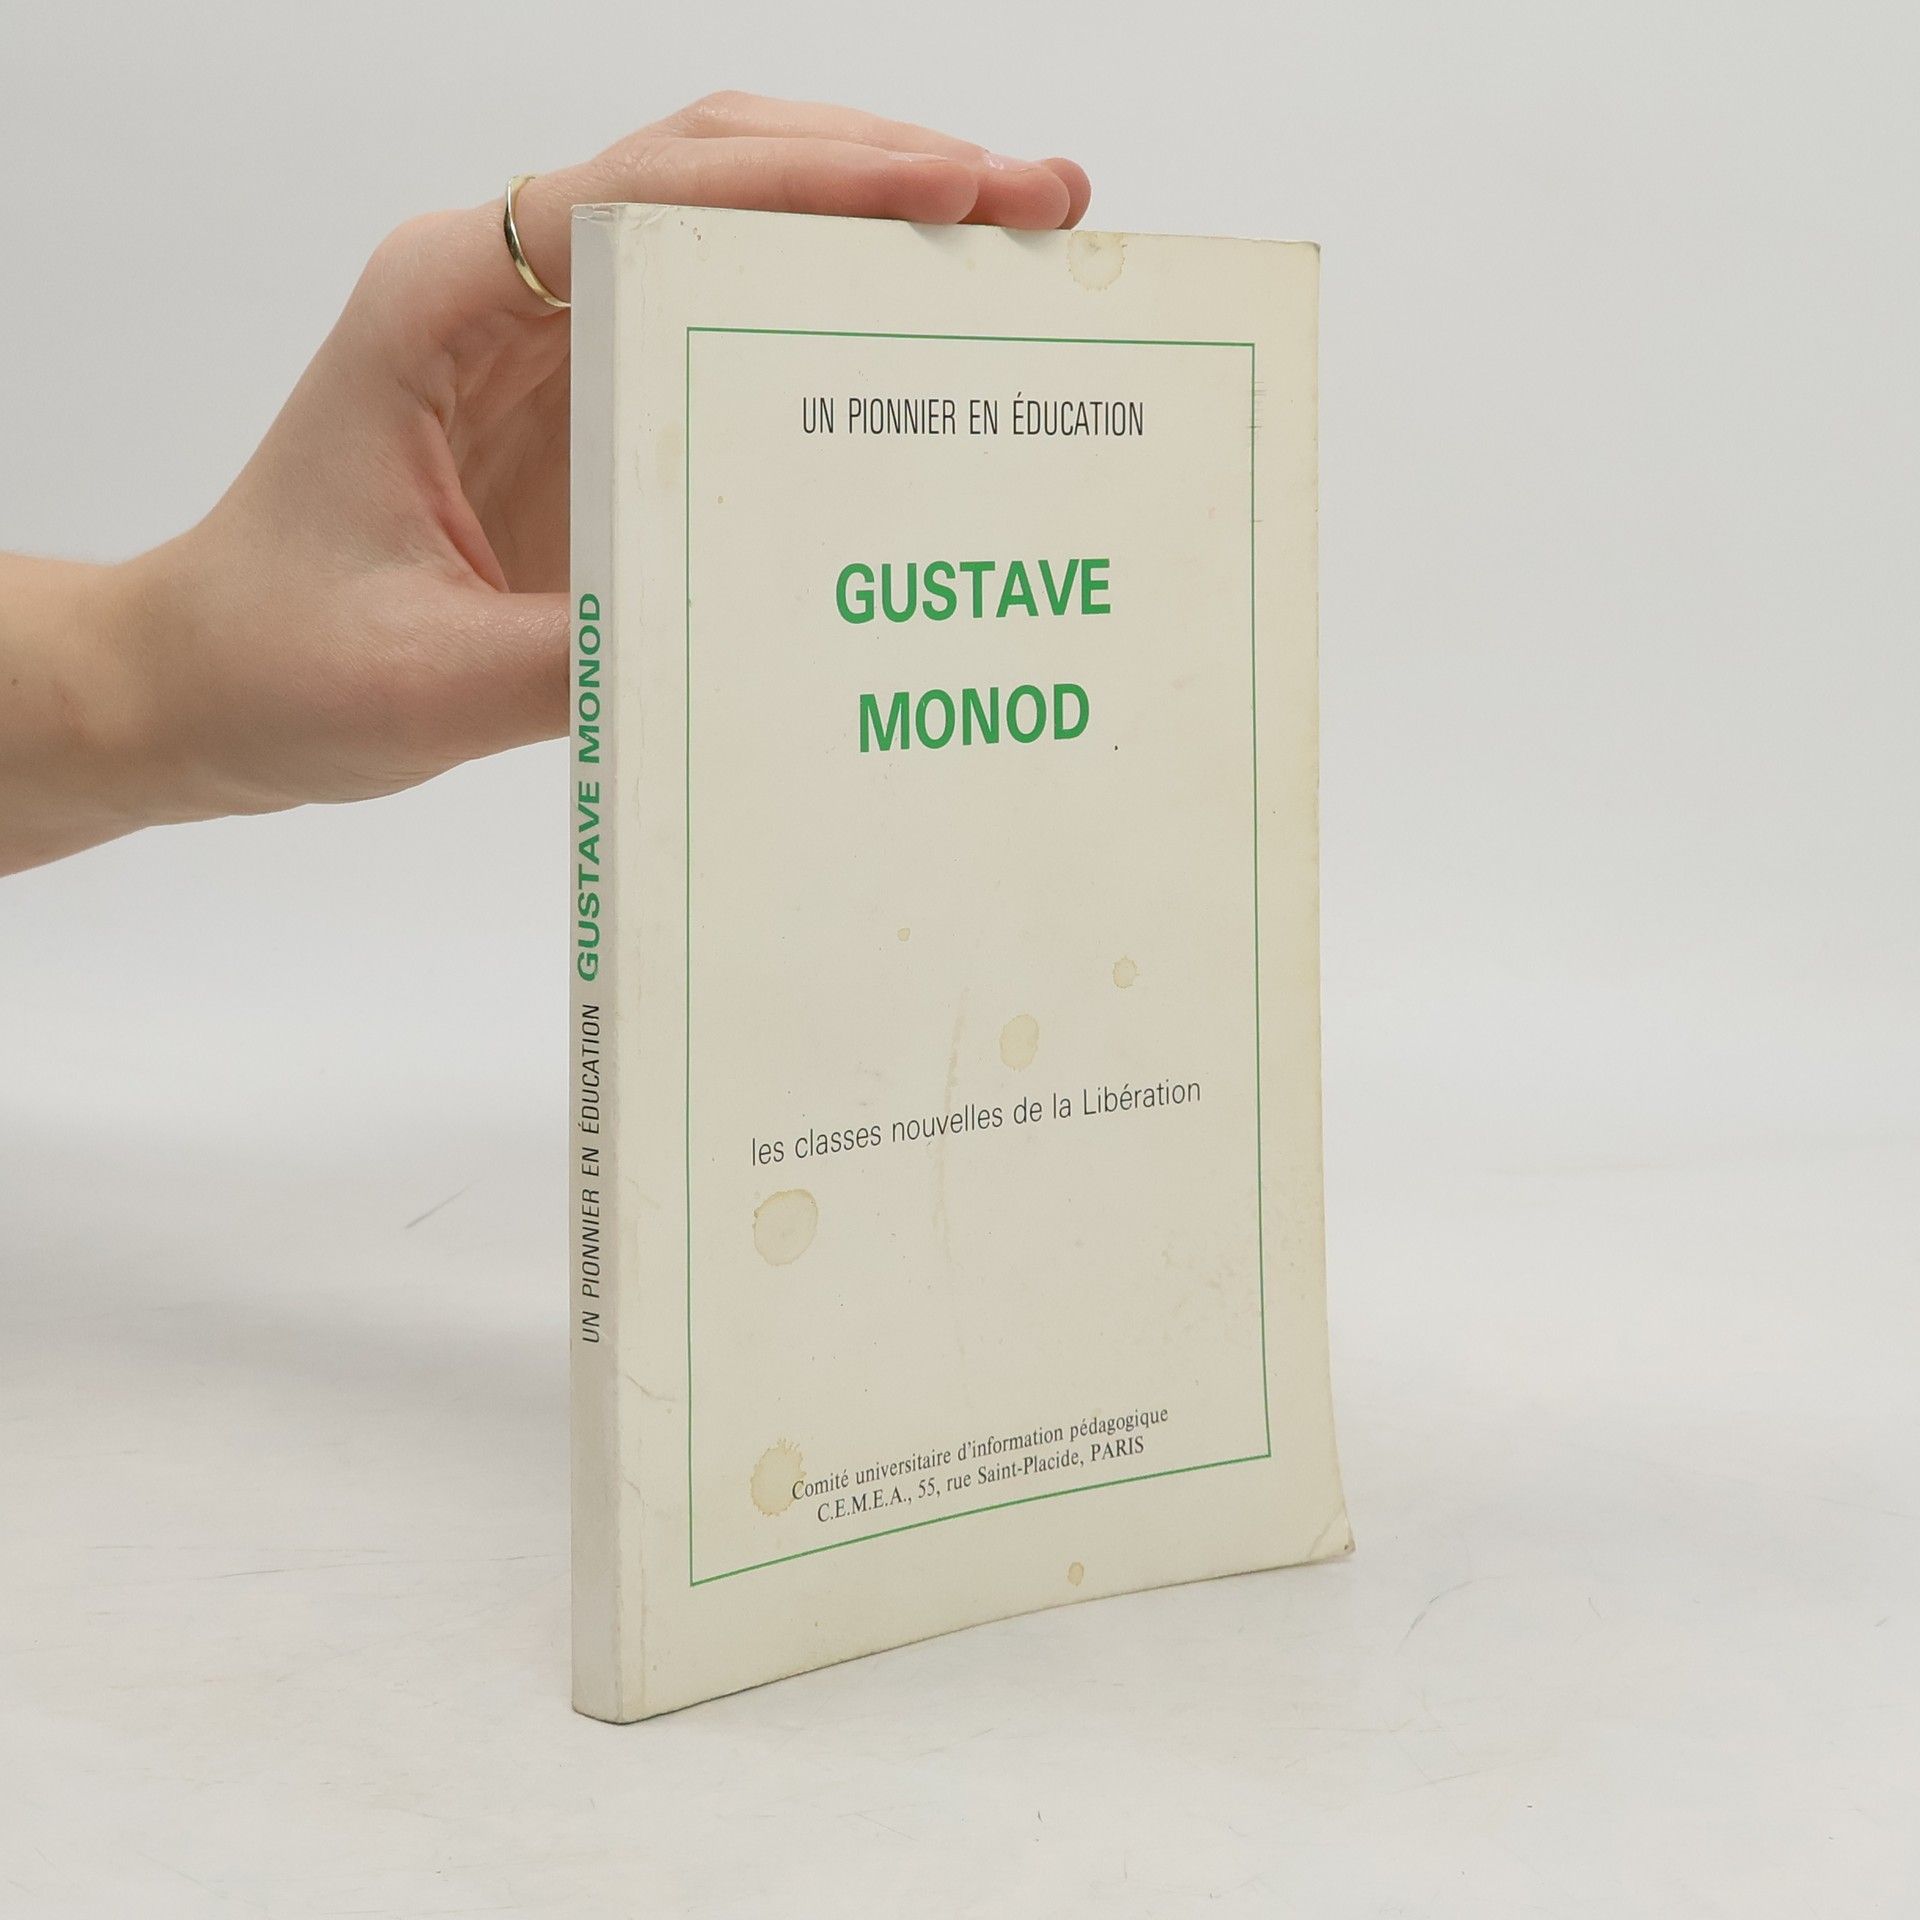 UN PIONNIER EN ÉDUCATION GUSTAVE MONOD
UN PIONNIER EN ÉDUCATION
GUSTAVE
MONOD
les classes nouvelles de la Libération
Comité universitaire d'information pédagogique
C.E.M.E.A., 55, rue Saint-Placide, PARIS